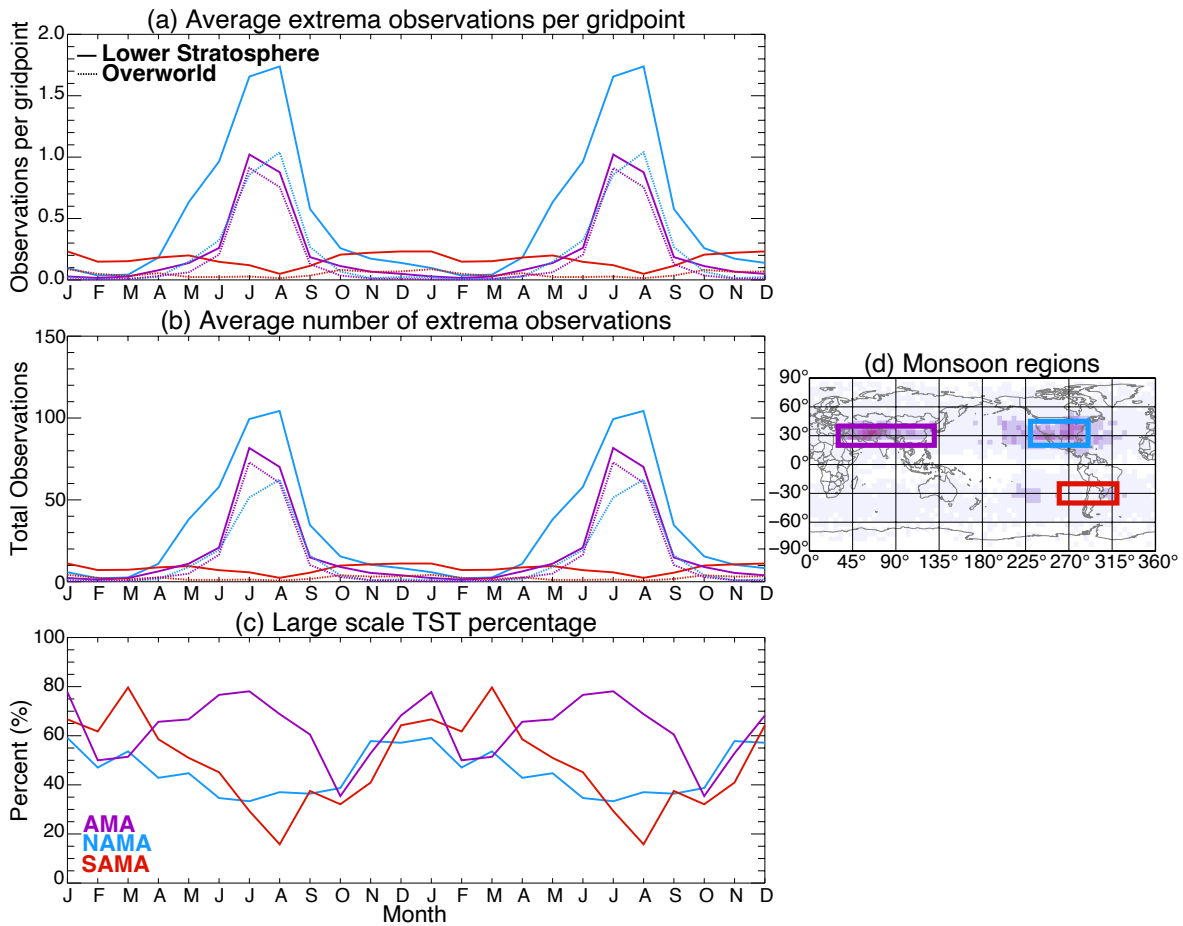 (a) Average extrema observations per gridpoint
Observations per gridpoint
2.0
1.5
1.0
0.5
0.0
Lower Stratosphere
Overworld
J F M A M J J A S O N D J F M A M J J A S O N D
(b) Average number of extrema observations
Total Observations
150
100
50
0
J F M A M J J A S O N D J F M A M J J A S O N D
(c) Large scale TST percentage
Percent (%)
100
80
60
40
20
0
AMA
NAMA
SAMA
J F M A M J J A S O N D J F M A M J J A S O N D
Month
(d) Monsoon regions
90°
60°
30°
0°
−30°
−60°
−90°
0° 45° 90° 135° 180° 225° 270° 315° 360°